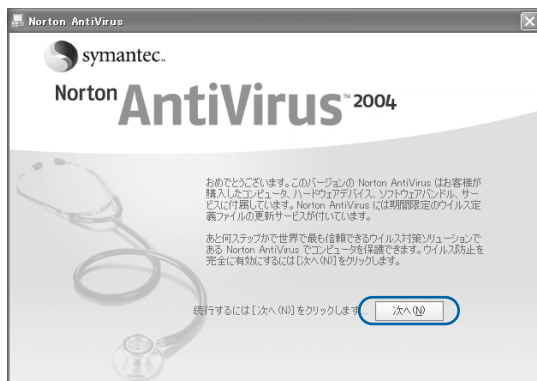 Norton AntiVirus
symantec.
Norton AntiVirus™ 2004
おめでとうございます。このバージョンの Norton AntiVirus はお客様が
購入したコンピュータ、ハードウェアデバイス、ソフトウェアバンドル、サー
ビスに付属しています。Norton AntiVirus には期間限定のウイルス定
義ファイルの更新サービスが付いています。
あと何ステップかで世界で最も信頼できるウイルス対策ソリューションで
ある Norton AntiVirus でコンピュータを保護できます。ウイルス防止を
完全に有効にするには[次へ(N)]をクリックします。
続行するには[次へ(N)]をクリックします... 次へ(N)